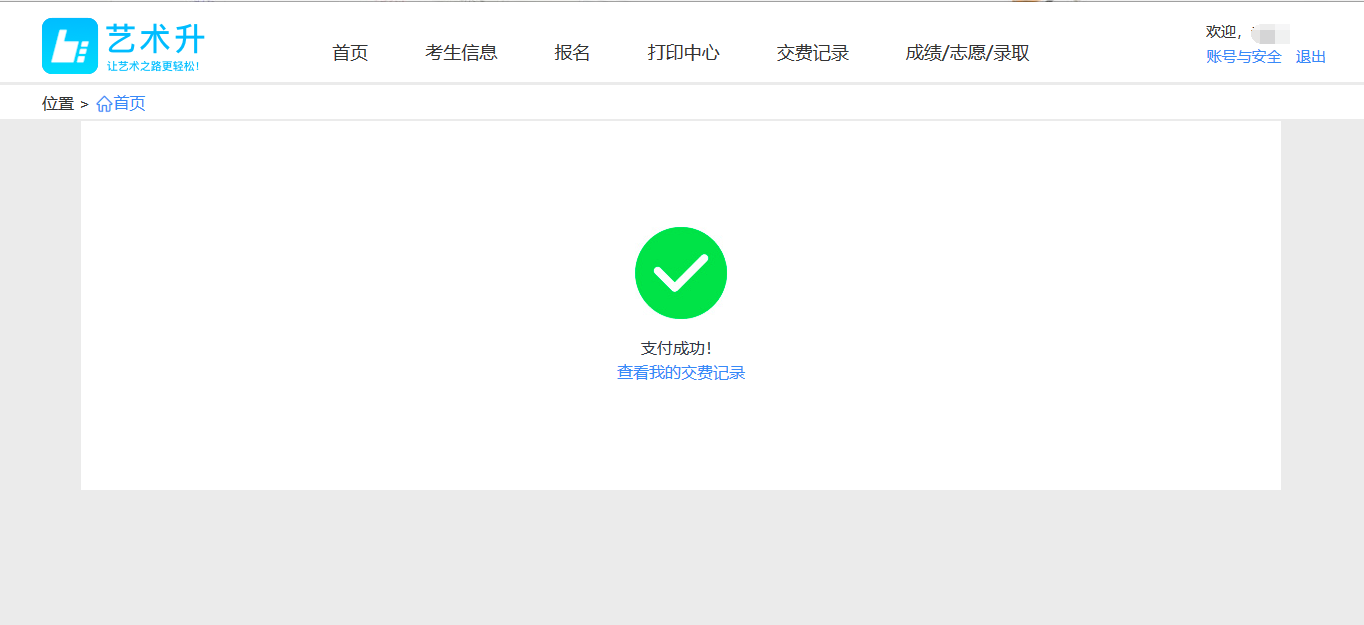 艺术升
让艺术之路更轻松!
首页 考生信息 报名 打印中心 交费记录 成绩/志愿/录取
欢迎,
账号与安全 退出
位置 > 首页
支付成功!
查看我的交费记录